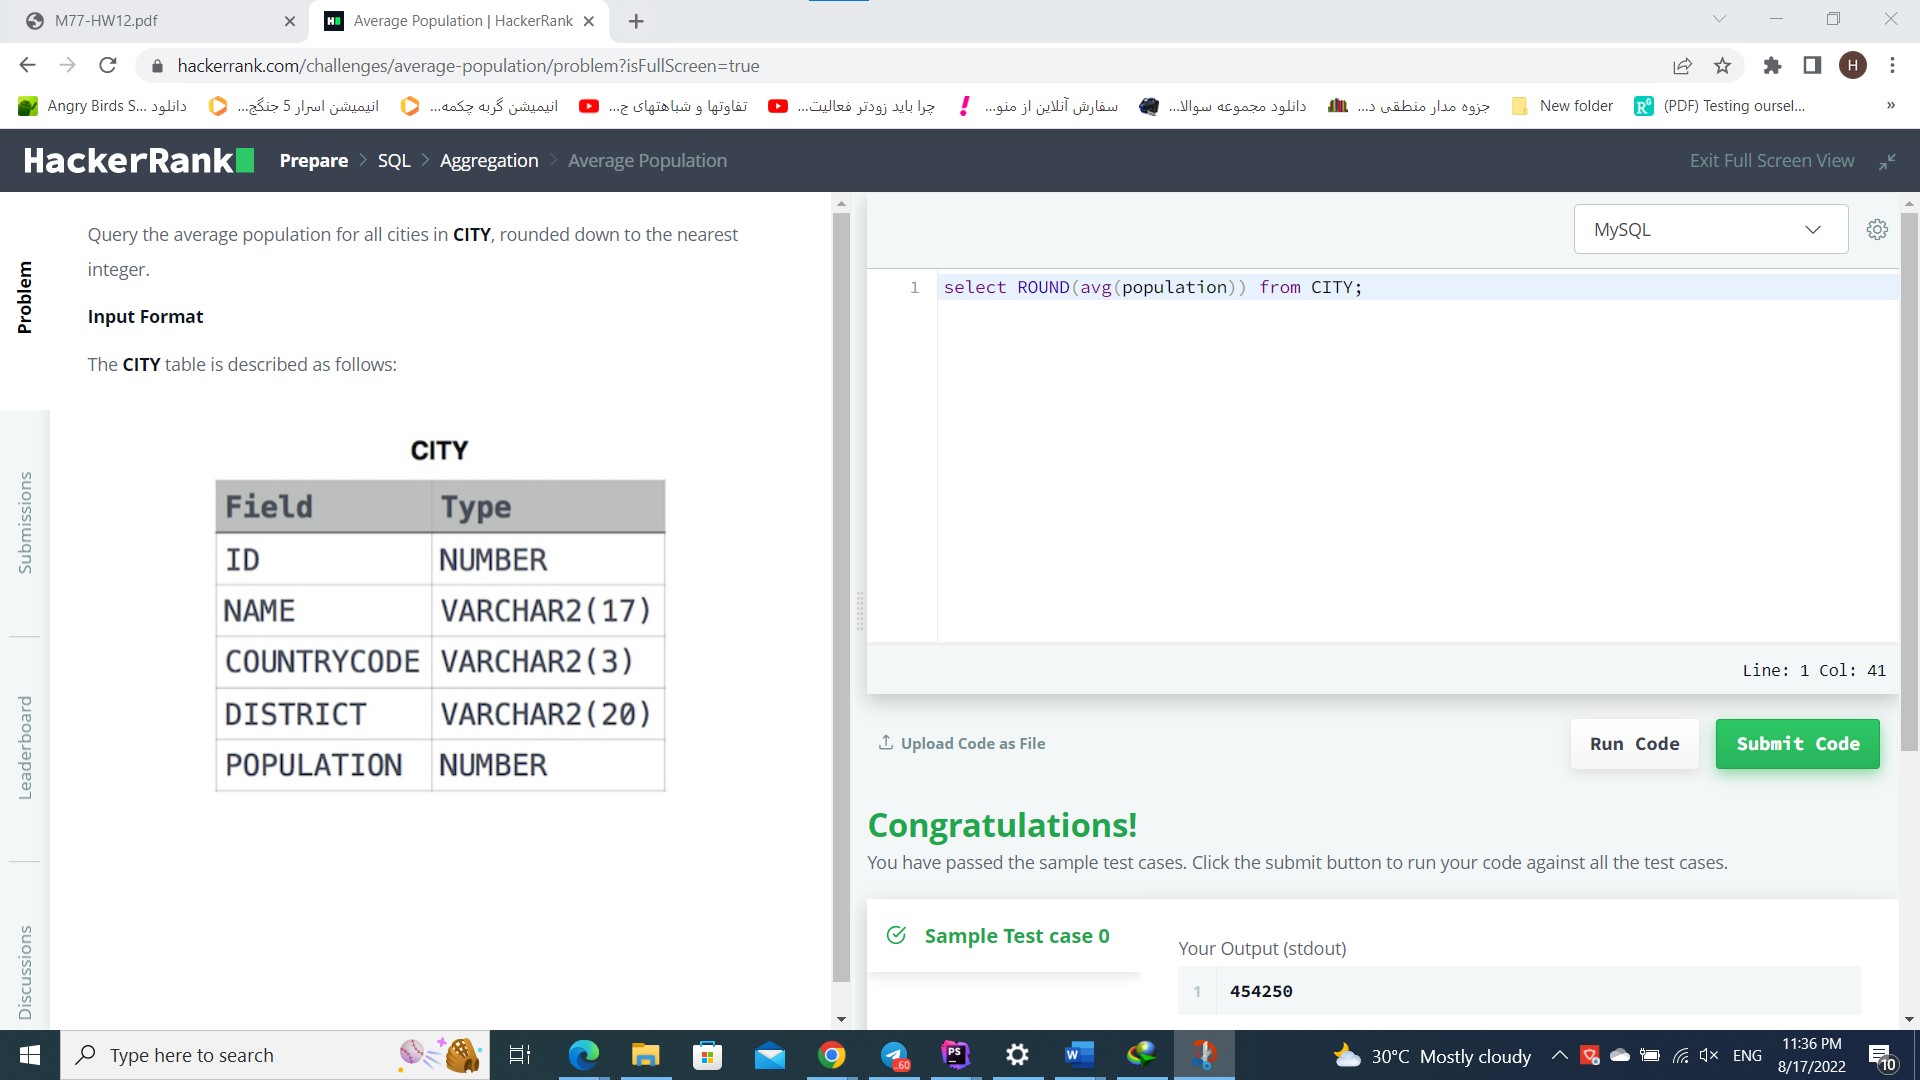 M77-HW12.pdf
Average Population | HackerRank
hackerrank.com/challenges/average-population/problem?isFullScreen=true
Angry Birds S... دانلود
انیمیشن اسرار 5 جنگج...
انیمیشن گربه چکمه...
تفاوتها و شباهتهای ج...
چرا باید زودتر فعالیت...
سفارش آنلاین از منو...
دانلود مجموعه سوالا...
جزوه مدار منطقی د...
New folder
(PDF) Testing oursel...
»
H
HackerRank
Prepare > SQL > Aggregation > Average Population
Exit Full Screen View
Problem
Submissions
Leaderboard
Discussions
Query the average population for all cities in CITY, rounded down to the nearest
integer.
Input Format
The CITY table is described as follows:
CITY
Field Type
ID NUMBER
NAME VARCHAR2(17)
COUNTRYCODE VARCHAR2(3)
DISTRICT VARCHAR2(20)
POPULATION NUMBER
MySQL
1 select ROUND(avg(population)) from CITY;
Line: 1 Col: 41
Upload Code as File
Run Code
Submit Code
Congratulations!
You have passed the sample test cases. Click the submit button to run your code against all the test cases.
Sample Test case 0
Your Output (stdout)
1 454250
Type here to search
.60
PS
W
30°C Mostly cloudy
ENG
11:36 PM
8/17/2022
10